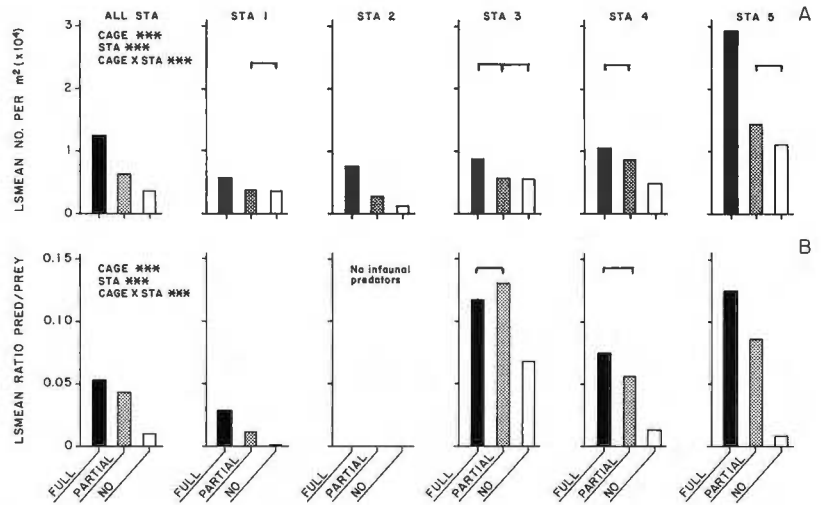 ALL STA STA 1 STA 2 STA 3 STA 4 STA 5 A
LSMEAN NO. PER m² (x 10⁴)
3
2
1
0
CAGE ***
STA ***
CAGE X STA ***
B
LSMEAN RATIO PRED/PREY
0.15
0.10
0.05
0
CAGE ***
STA ***
CAGE X STA ***
No infaunal
predators
FULL PARTIAL NO FULL PARTIAL NO FULL PARTIAL NO FULL PARTIAL NO FULL PARTIAL NO FULL PARTIAL NO